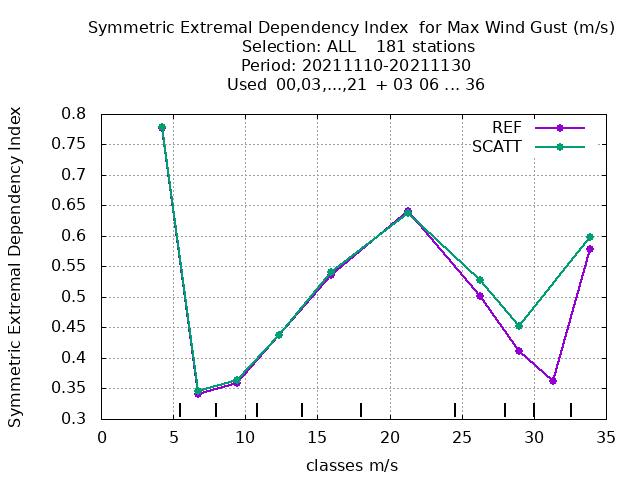 Symmetric Extremal Dependency Index  for Max Wind Gust (m/s)
Selection: ALL    181 stations
Period: 20211110-20211130
Used  00,03,...,21  + 03 06 ... 36
Symmetric Extremal Dependency Index
0.8
0.75
0.7
0.65
0.6
0.55
0.5
0.45
0.4
0.35
0.3
REF
SCATT
0 5 10 15 20 25 30 35
classes m/s